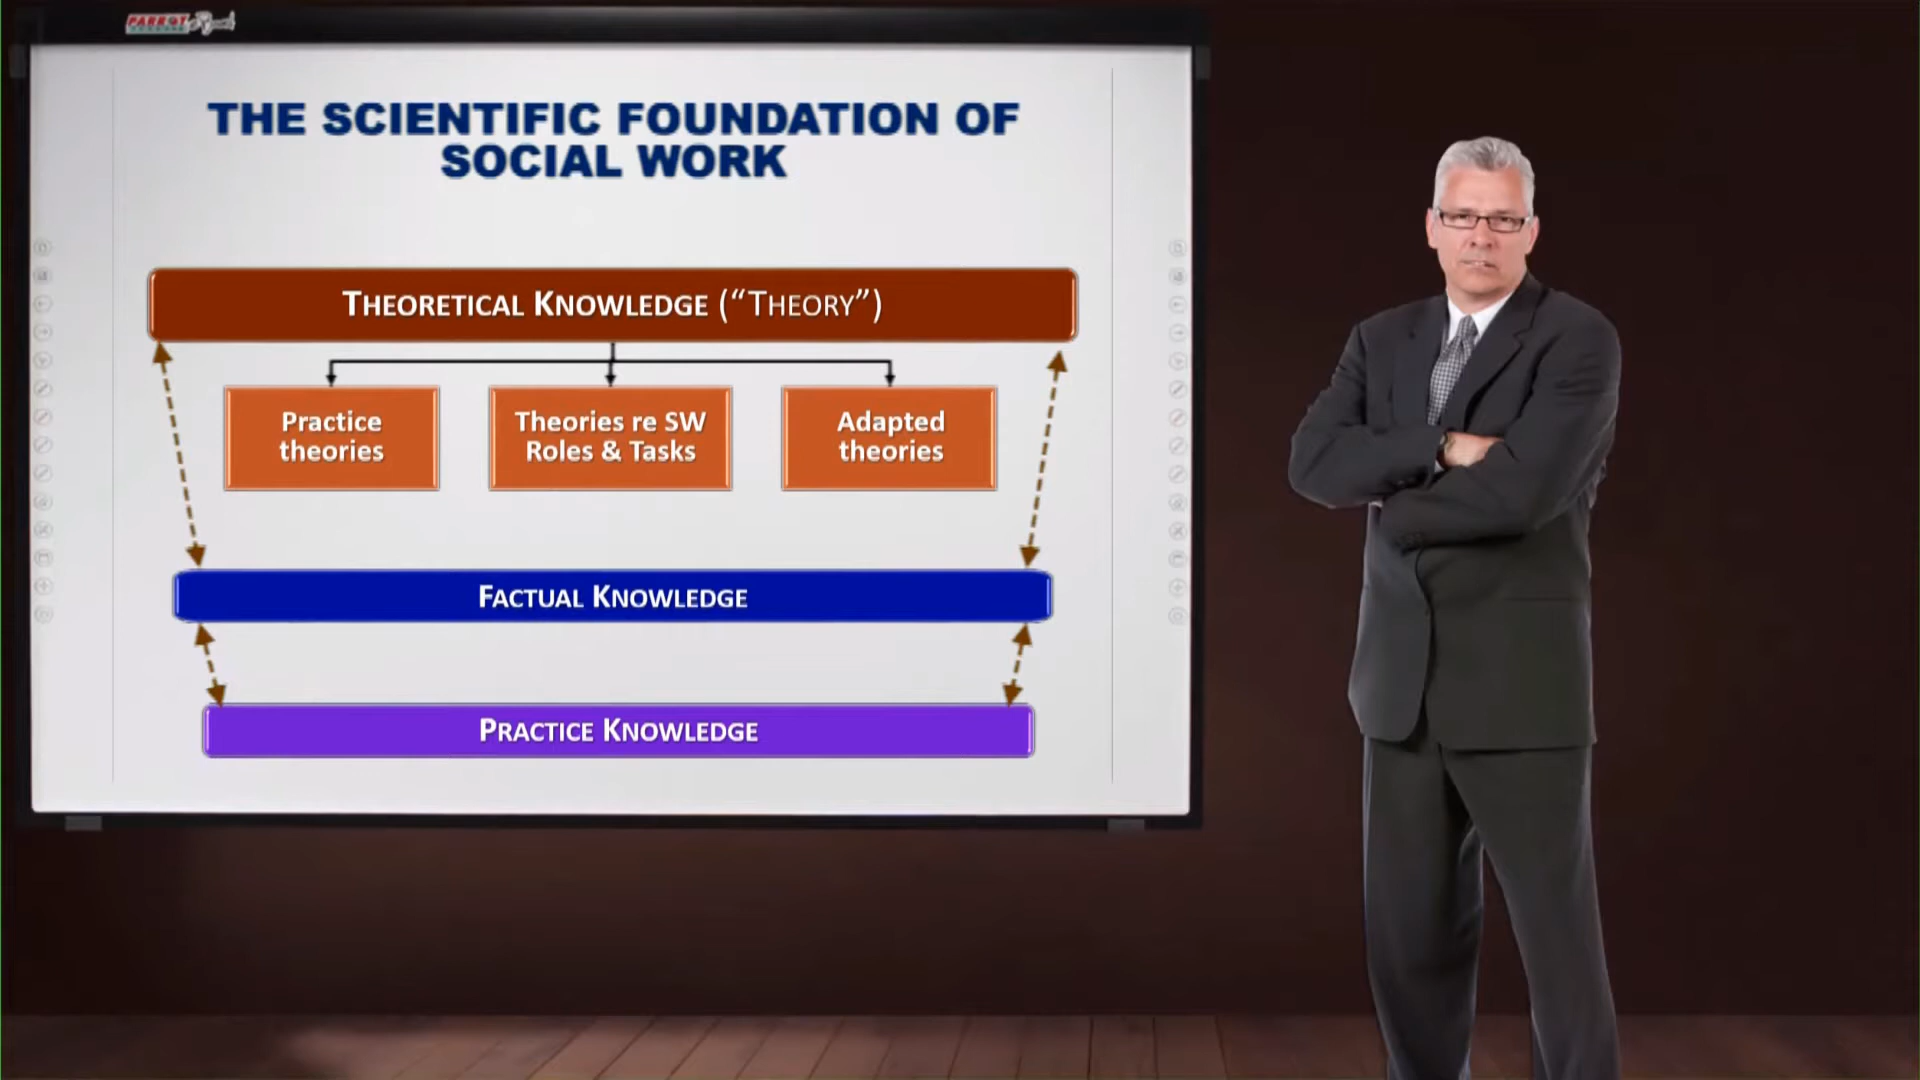 PARROT
THE SCIENTIFIC FOUNDATION OF
SOCIAL WORK
THEORETICAL KNOWLEDGE (“THEORY”)
Practice
theories
Theories re SW
Roles & Tasks
Adapted
theories
FACTUAL KNOWLEDGE
PRACTICE KNOWLEDGE